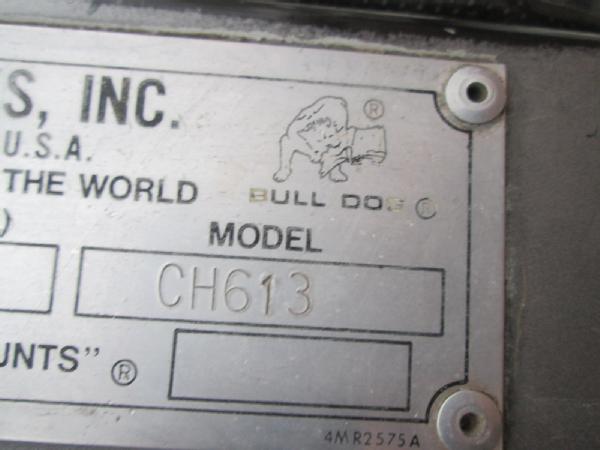 S, INC.
®
U.S.A.
THE WORLD
BULL DOG ®
)
MODEL
CH613
UNTS" ®
4MR2575A